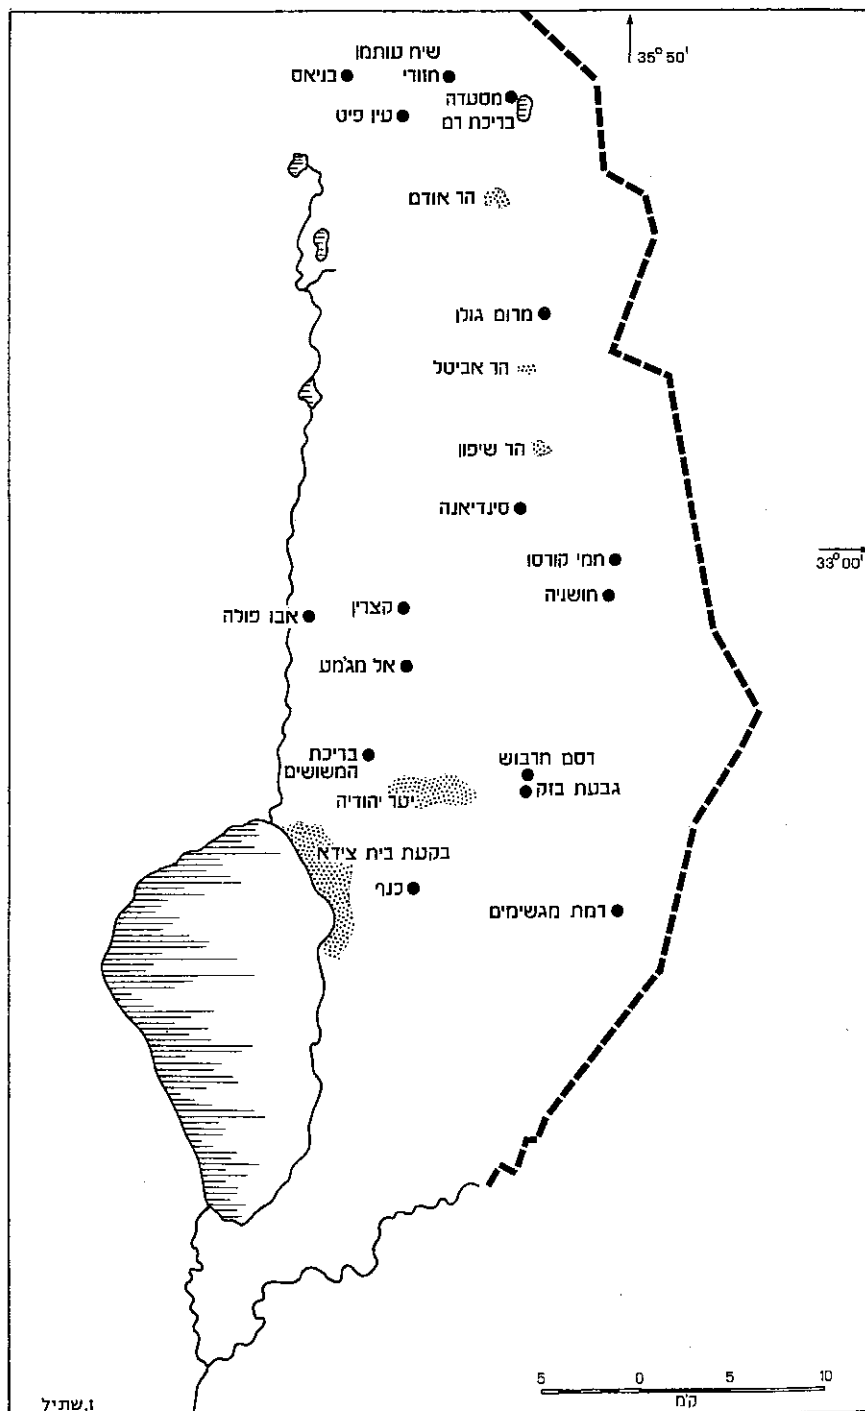 35° 50'
שיח עותמן
חזורי
בניאס
מסעדה
עין פיט
בריכת רם
הר אודם
מרום גולן
הר אביטל
הר שיפון
סינדיאנה
33° 00'
חמי קורסו
חושניה
קצרין
אבו פולה
אל מג'מע
רסם חרבוש
בריכת
המשושים
גבעת בזק
יער יהודיה
בקעת בית צידא
כנף
רמת מגשימים
5 0 5 10
ק'מ
ז.שתיל